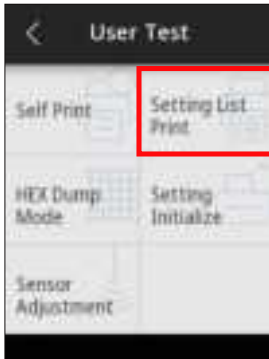 User Test
Self Print
Setting List
Print
HEX Dump
Mode
Setting
Initialize
Sensor
Adjustment